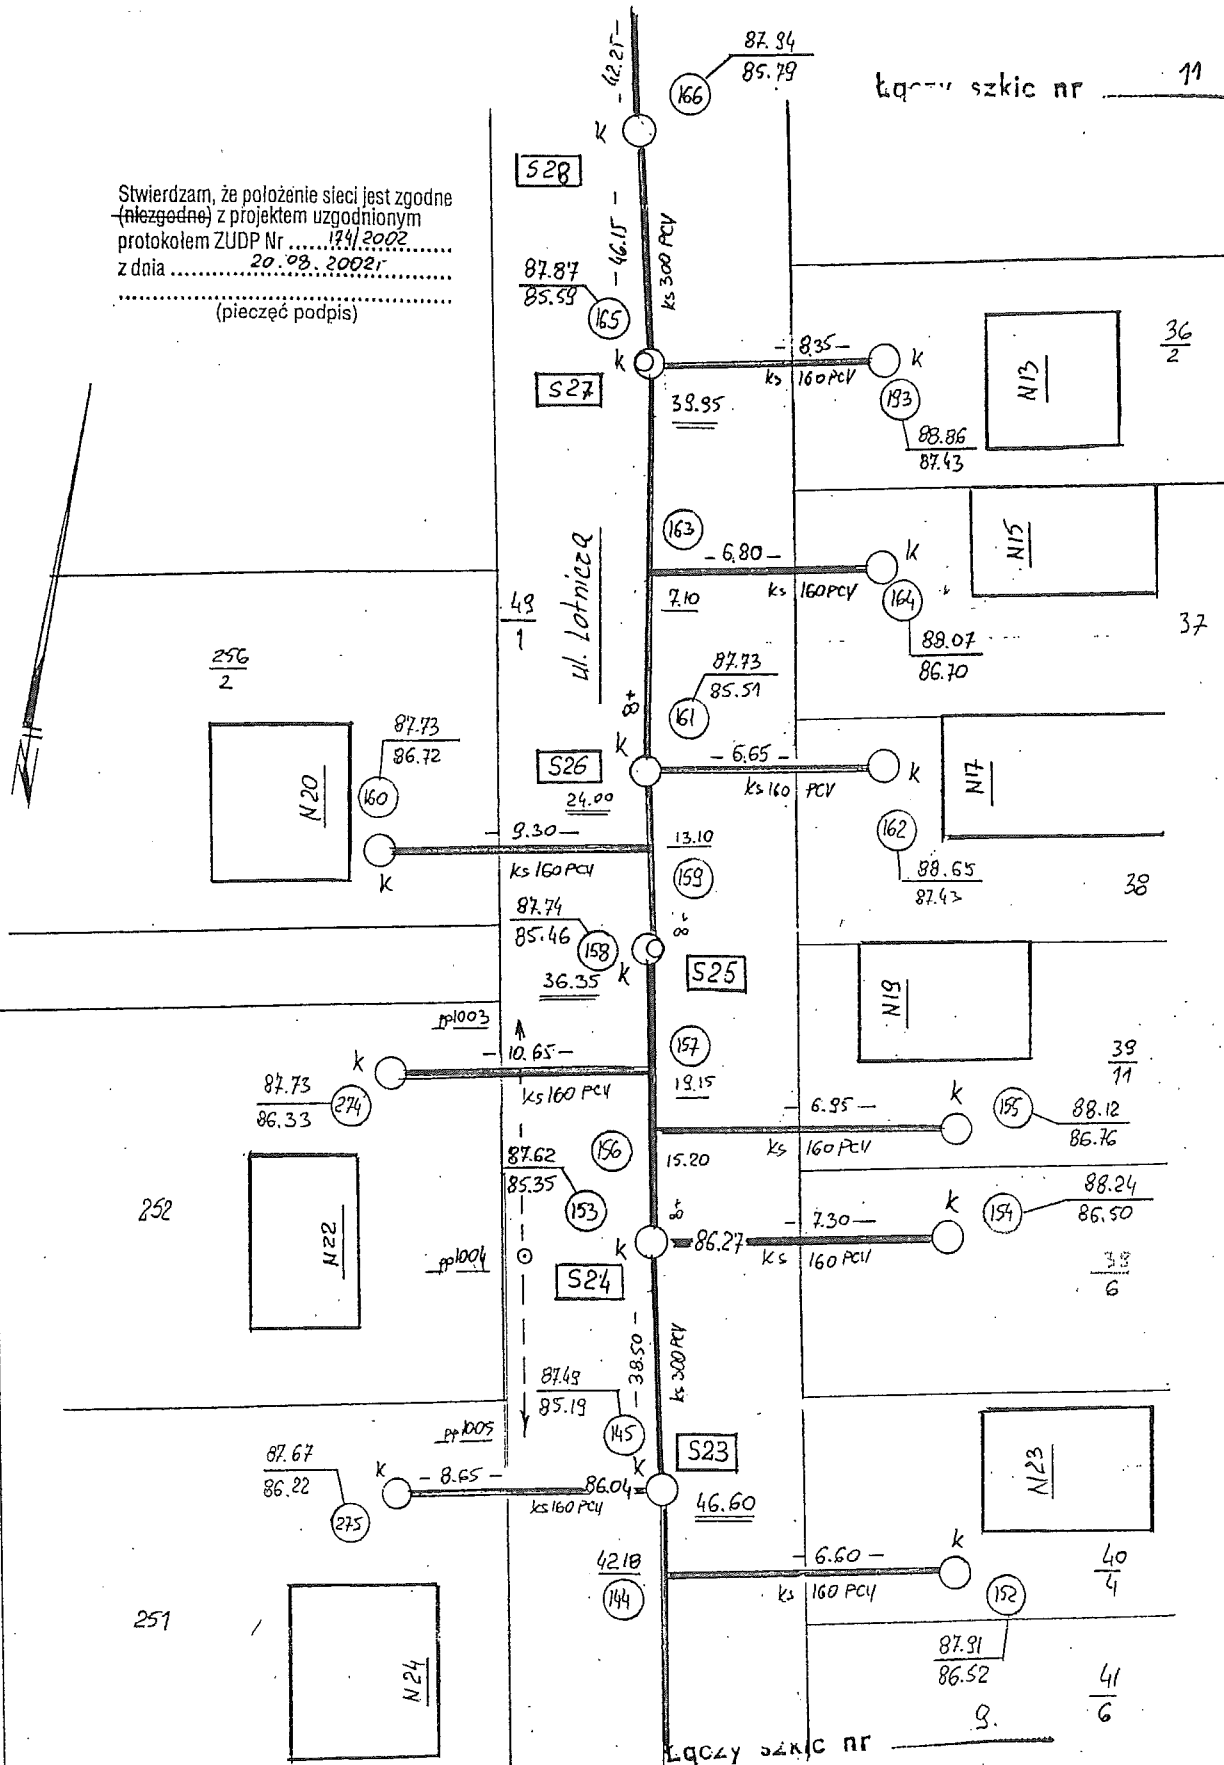 87.94
85.79
Łączy szkic nr 11
- 42.25 -
166
K
S28
Stwierdzam, że położenie sieci jest zgodne
(niezgodne) z projektem uzgodnionym
protokołem ZUDP Nr 174/2002
z dnia 20.08.2002r
(pieczęć podpis)
- 46.15 -
ks 300 PCV
87.87
85.59
165
K
S27
- 8.35 -
ks 160 PCV
K
193
88.86
87.43
N13
36
2
39.95
163
- 6.80 -
ks 160 PCV
K
164
88.07
86.70
N15
37
7.10
49
1
ul. Lotnicza
256
2
87.73
85.51
161
87.73
86.72
160
N20
K
S26
24.00
- 6.65 -
ks 160 PCV
K
162
88.65
87.43
N17
38
- 9.30 -
ks 160 PCV
K
13.10
159
87.74
85.46
158
36.35
K
S25
N19
39
11
pp1003
- 10.65 -
ks 160 PCV
K
87.73
86.33
274
157
19.15
- 6.95 -
ks 160 PCV
K
155
88.12
86.76
156
15.20
87.62
85.35
153
252
N22
pp1004
K
S24
86.27
- 7.30 -
ks 160 PCV
K
154
88.24
86.50
39
6
- 38.50 -
ks 300 PCV
87.49
85.19
145
pp1005
87.67
86.22
275
K
- 8.65 -
ks 160 PCV
86.04
K
S23
46.60
N23
42.18
144
- 6.60 -
ks 160 PCV
K
152
87.91
86.52
40
4
251
N24
41
6
Łączy szkic nr 9.